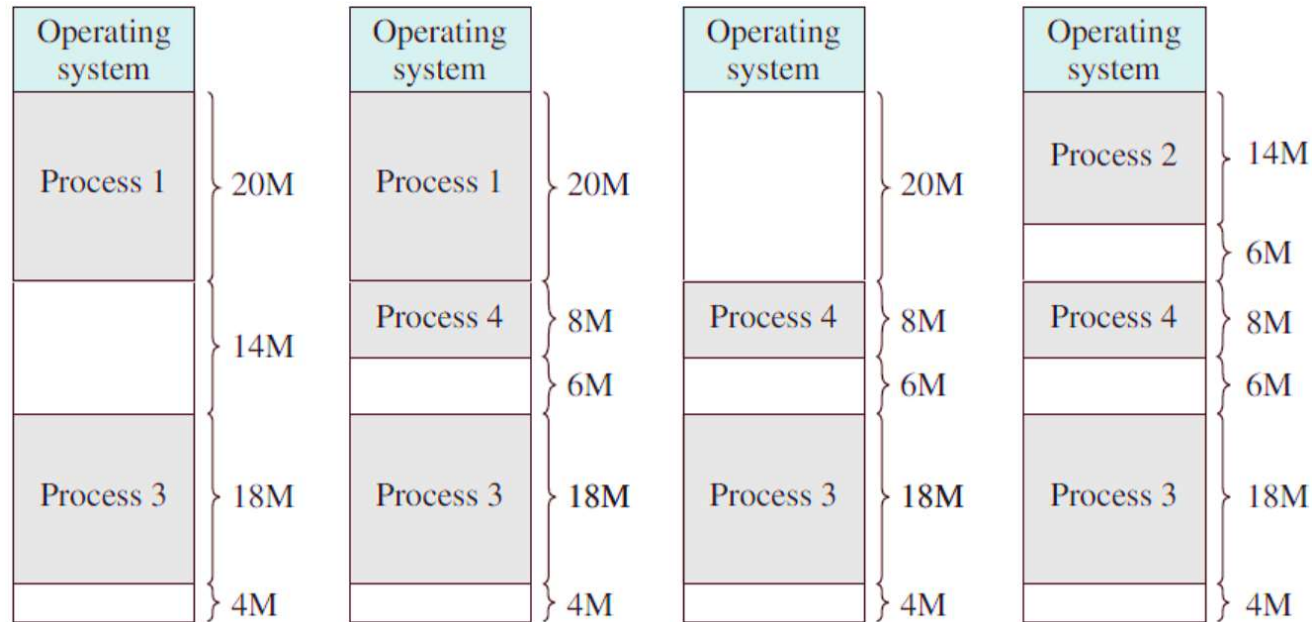 Operating
system
Process 1
20M
14M
Process 3
18M
4M
Operating
system
Process 1
20M
Process 4
8M
6M
Process 3
18M
4M
Operating
system
20M
Process 4
8M
6M
Process 3
18M
4M
Operating
system
Process 2
14M
6M
Process 4
8M
6M
Process 3
18M
4M